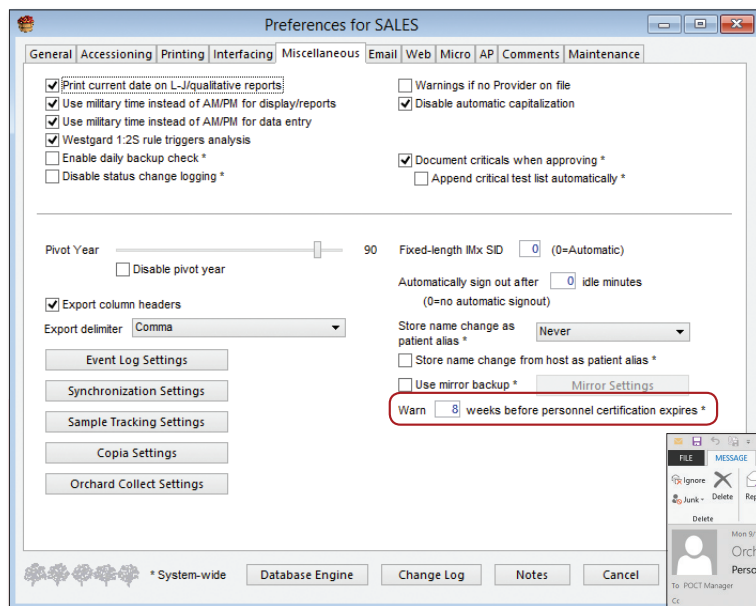 Preferences for SALES
General Accessioning Printing Interfacing Miscellaneous Email Web Micro AP Comments Maintenance
Print current date on L-J/qualitative reports
Use military time instead of AM/PM for display/reports
Use military time instead of AM/PM for data entry
Westgard 1:2S rule triggers analysis
Enable daily backup check *
Disable status change logging *
Warnings if no Provider on file
Disable automatic capitalization
Document criticals when approving *
Append critical test list automatically *
Pivot Year 90
Disable pivot year
Export column headers
Export delimiter Comma
Event Log Settings
Synchronization Settings
Sample Tracking Settings
Copia Settings
Orchard Collect Settings
Fixed-length IMx SID 0 (0=Automatic)
Automatically sign out after 0 idle minutes
(0=no automatic signout)
Store name change as
patient alias * Never
Store name change from host as patient alias *
Use mirror backup * Mirror Settings
Warn 8 weeks before personnel certification expires *
* System-wide Database Engine Change Log Notes Cancel
FILE MESSAGE
Ignore
Junk Delete Rep
Delete
Mon 9/
Orch
Perso
To POCT Manager
Cc